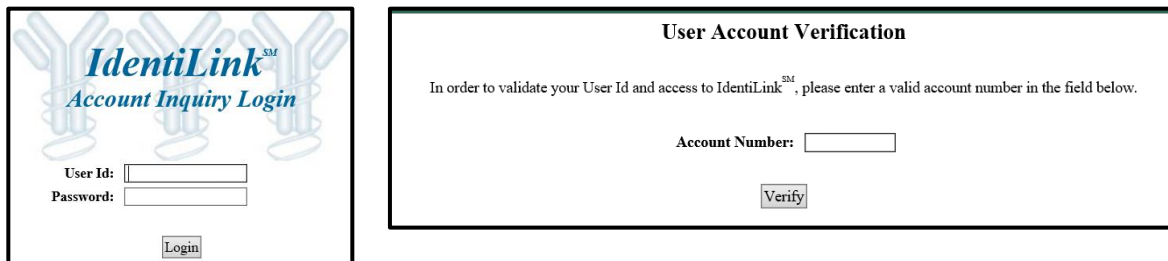 IdentiLink℠
Account Inquiry Login
User Id:
Password:
Login
User Account Verification
In order to validate your User Id and access to IdentiLink℠, please enter a valid account number in the field below.
Account Number:
Verify